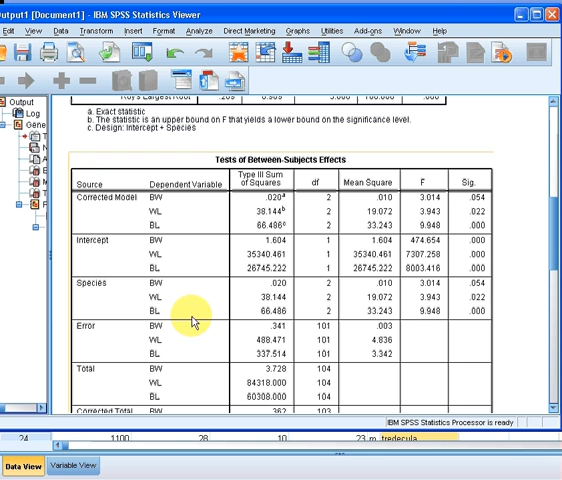 Output1 [Document1] - IBM SPSS Statistics Viewer
Edit View Data Transform Insert Format Analyze Direct Marketing Graphs Utilities Add-ons Window Help
Output
Log
a. Exact statistic
b. The statistic is an upper bound on F that yields a lower bound on the significance level.
c. Design: Intercept + Species
Tests of Between-Subjects Effects
Source Dependent Variable Type III Sum of Squares df Mean Square F Sig.
Corrected Model BW .020a 2 .010 3.014 .054
WL 38.144b 2 19.072 3.943 .022
BL 66.486c 2 33.243 9.948 .000
Intercept BW 1.604 1 1.604 474.654 .000
WL 35340.461 1 35340.461 7307.258 .000
BL 26745.222 1 26745.222 8003.416 .000
Species BW .020 2 .010 3.014 .054
WL 38.144 2 19.072 3.943 .022
BL 66.486 2 33.243 9.948 .000
Error BW .341 101 .003
WL 488.471 101 4.836
BL 337.514 101 3.342
Total BW 3.728 104
WL 84318.000 104
BL 60308.000 104
Corrected Total BW .362 103
IBM SPSS Statistics Processor is ready
24 1100 28 10 23 m tredecula
Data View Variable View